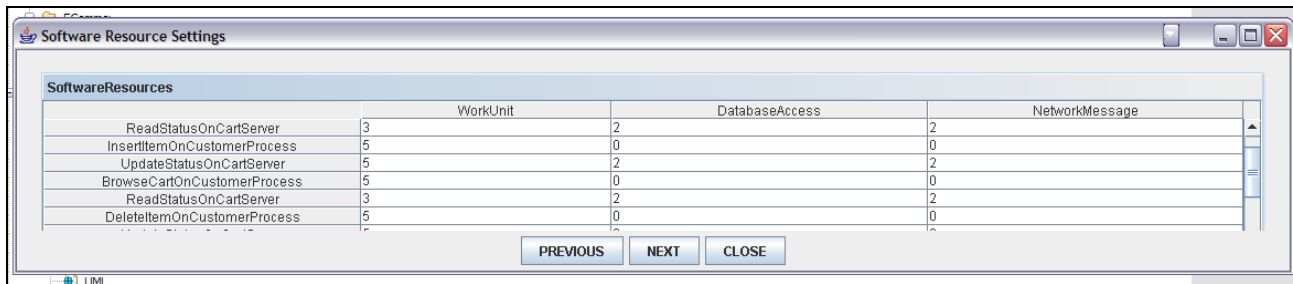 Software Resource Settings
SoftwareResources
WorkUnit DatabaseAccess NetworkMessage
ReadStatusOnCartServer 3 2 2
InsertItemOnCustomerProcess 5 0 0
UpdateStatusOnCartServer 5 2 2
BrowseCartOnCustomerProcess 5 0 0
ReadStatusOnCartServer 3 2 2
DeleteItemOnCustomerProcess 5 0 0
PREVIOUS NEXT CLOSE